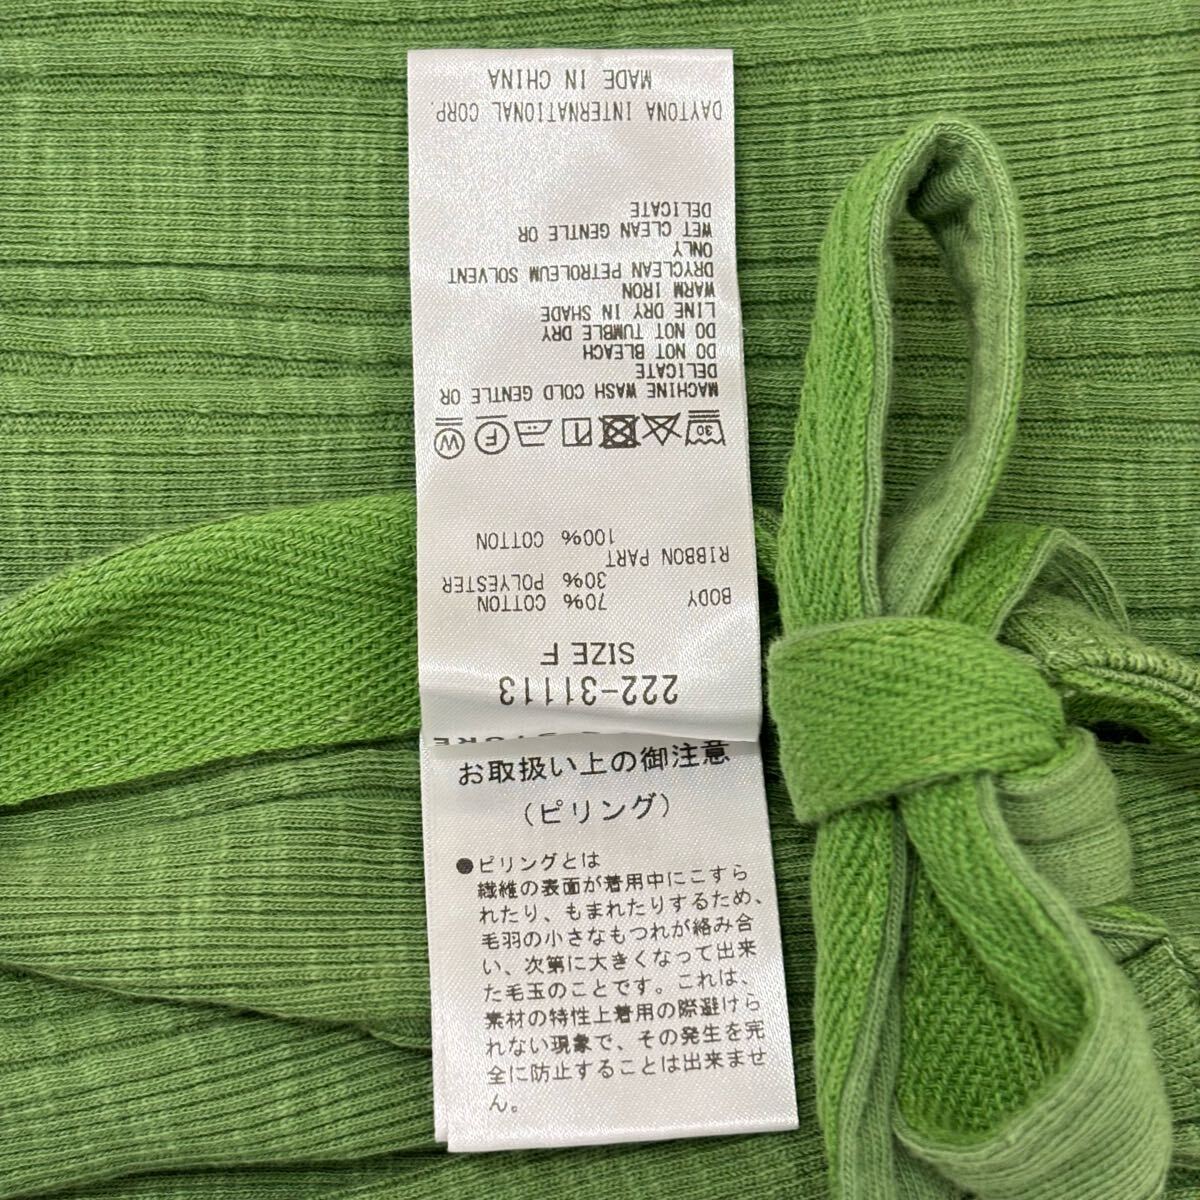 222-31113
SIZE F
BODY 70% COTTON
30% POLYESTER
RIBBON PART
100% COTTON
30 F W
MACHINE WASH COLD GENTLE OR
DELICATE
DO NOT BLEACH
DO NOT TUMBLE DRY
LINE DRY IN SHADE
WARM IRON
DRYCLEAN PETROLEUM SOLVENT
ONLY
WET CLEAN GENTLE OR
DELICATE
DAYTONA INTERNATIONAL CORP.
MADE IN CHINA
お取扱い上の御注意
（ピリング）
●ピリングとは
繊維の表面が着用中にこすら
れたり、もまれたりするため、
毛羽の小さなもつれが絡み合
い、次第に大きくなって出来
た毛玉のことです。これは、
素材の特性上着用の際避けら
れない現象で、その発生を完
全に防止することは出来ませ
ん。